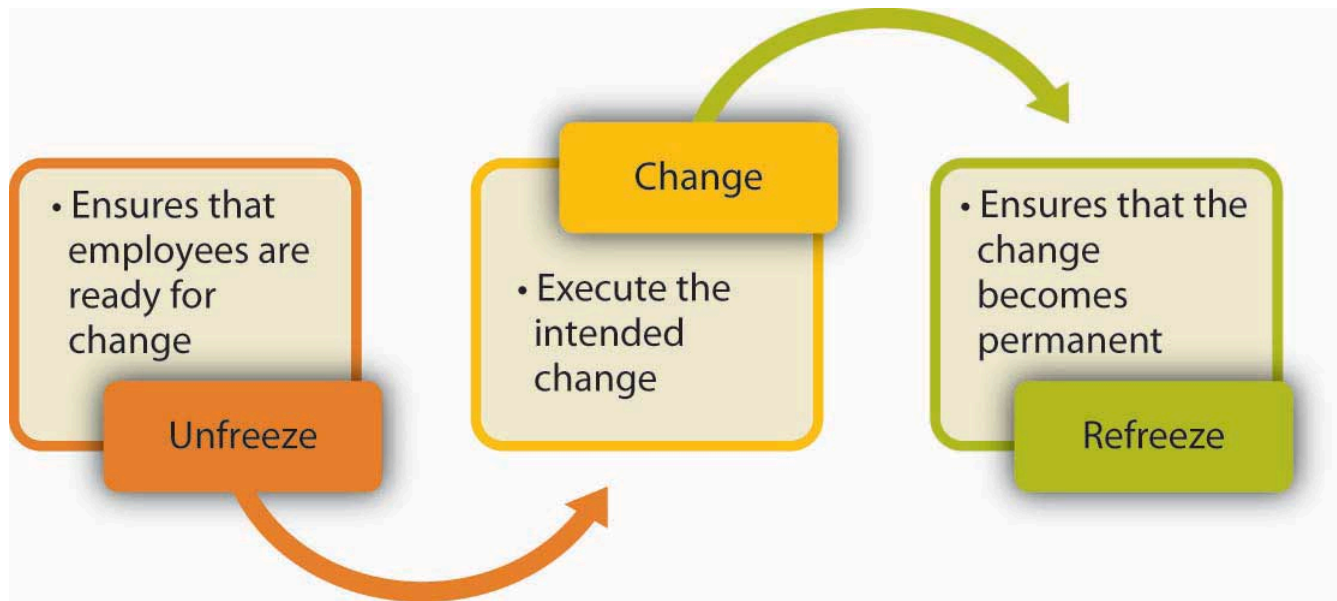 • Ensures that
employees are
ready for
change
Unfreeze
Change
• Execute the
intended
change
• Ensures that the
change
becomes
permanent
Refreeze